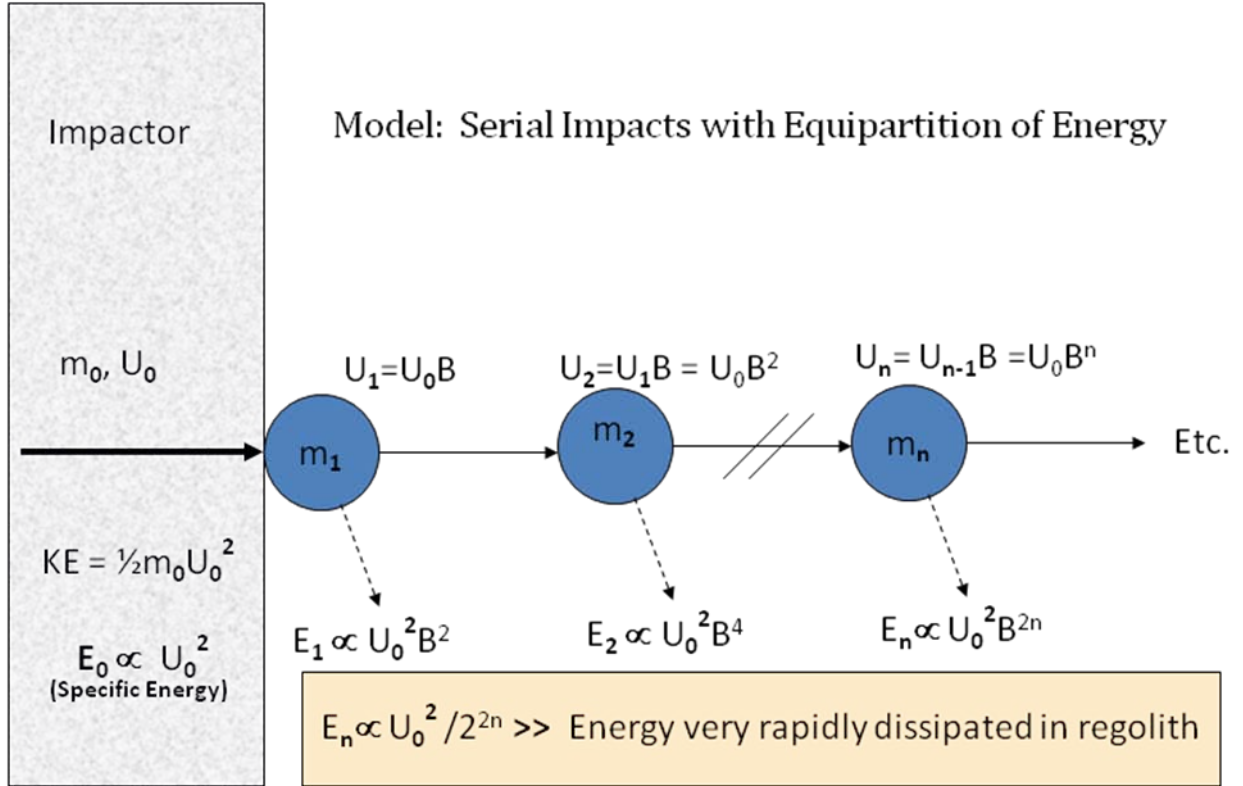 Impactor
Model: Serial Impacts with Equipartition of Energy
m₀, U₀
U₁=U₀B
U₂=U₁B = U₀B²
Uₙ= Uₙ₋₁B =U₀Bⁿ
m₁
m₂
mₙ
Etc.
KE = ½m₀U₀²
E₀ ∝ U₀²
(Specific Energy)
E₁ ∝ U₀²B²
E₂ ∝ U₀²B⁴
Eₙ∝ U₀²B²ⁿ
Eₙ∝ U₀² /2²ⁿ >> Energy very rapidly dissipated in regolith